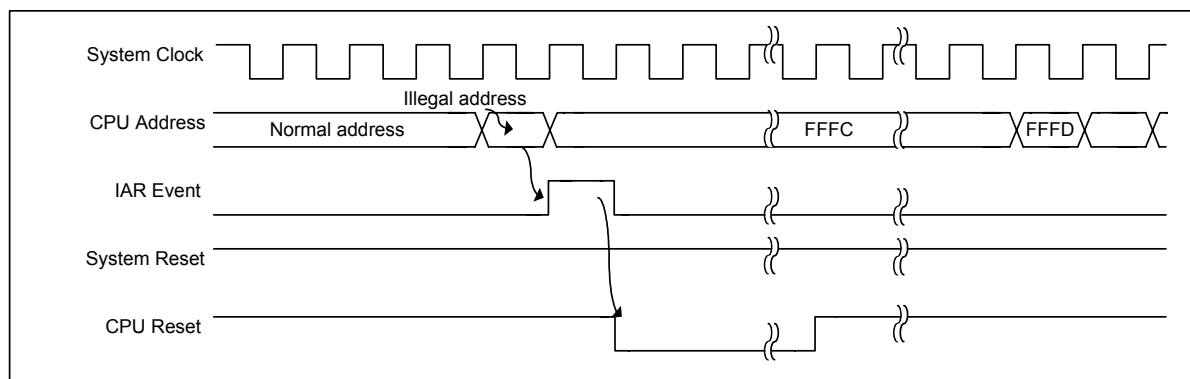 System Clock
Illegal address
CPU Address
Normal address
FFFC
FFFD
IAR Event
System Reset
CPU Reset